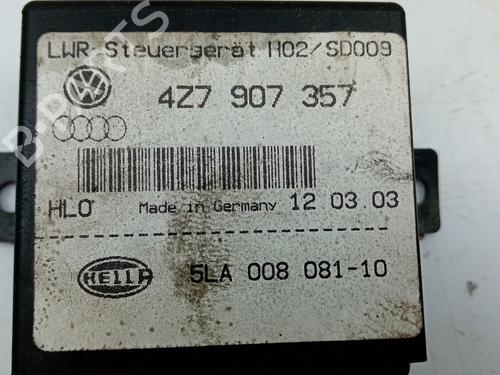 LWR-Steuergerät H02/SD009
4Z7 907 357
HLO Made in Germany 12 03.03
HELLA 5LA 008 081-10